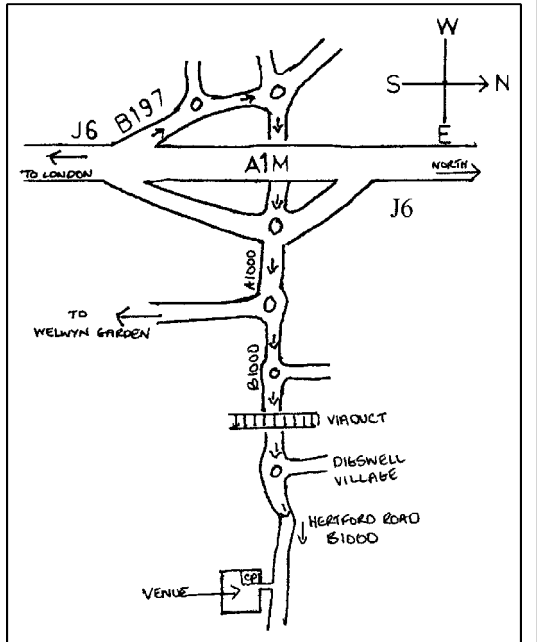 W
S
N
E
B197
J6
TO LONDON
A1M
NORTH
J6
A1000
TO
WELWYN GARDEN
B1000
VIADUCT
DIGSWELL
VILLAGE
HERTFORD ROAD
B1000
CP
VENUE